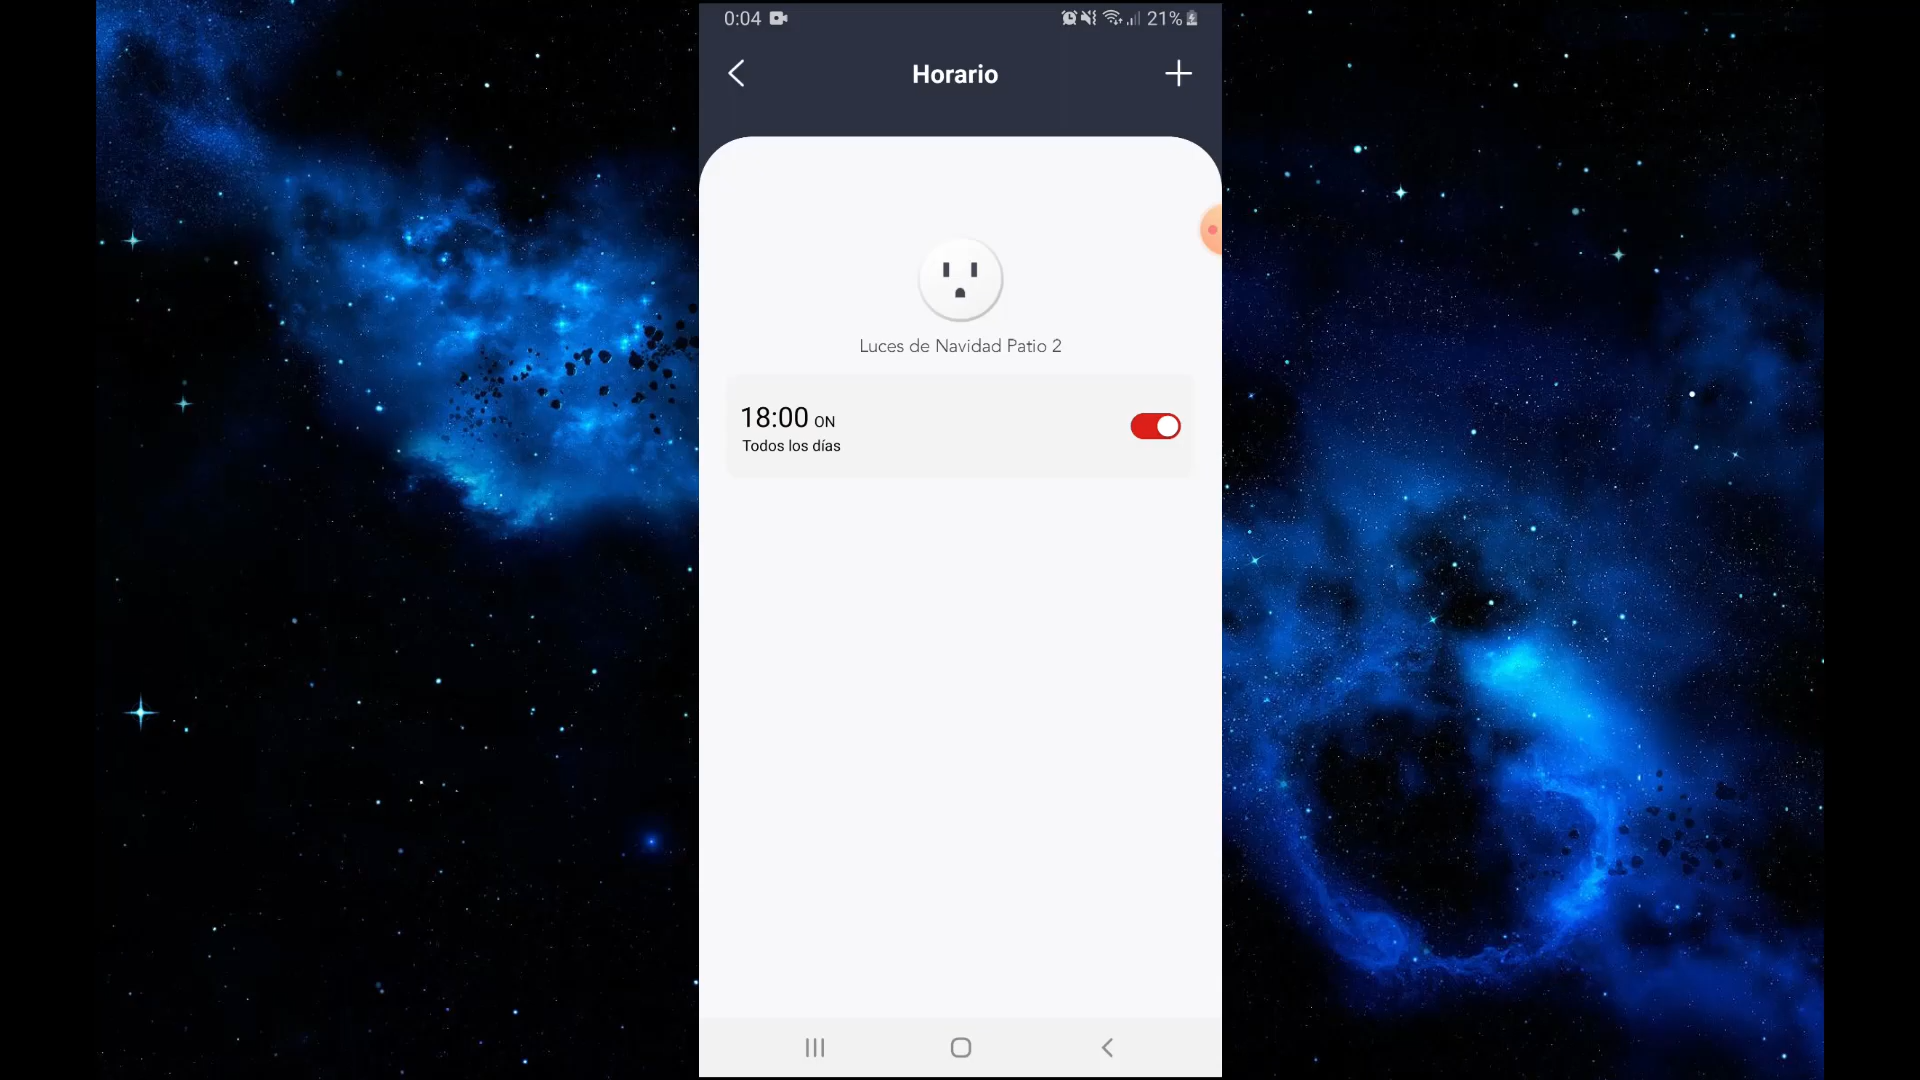 0:04
21%
Horario
Luces de Navidad Patio 2
18:00 ON
Todos los días